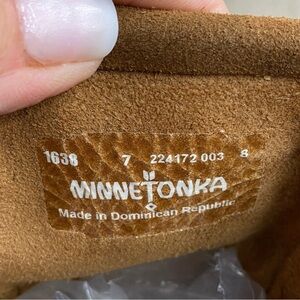 1638 7 224172 003 8
MINNETONKA
Made in Dominican Republic